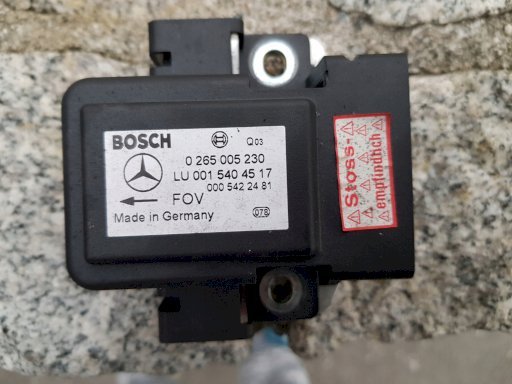 BOSCH Q03
0 265 005 230
LU 001 540 45 17
000 542 24 81
FOV
Made in Germany 078
Stoss-
empfindlich